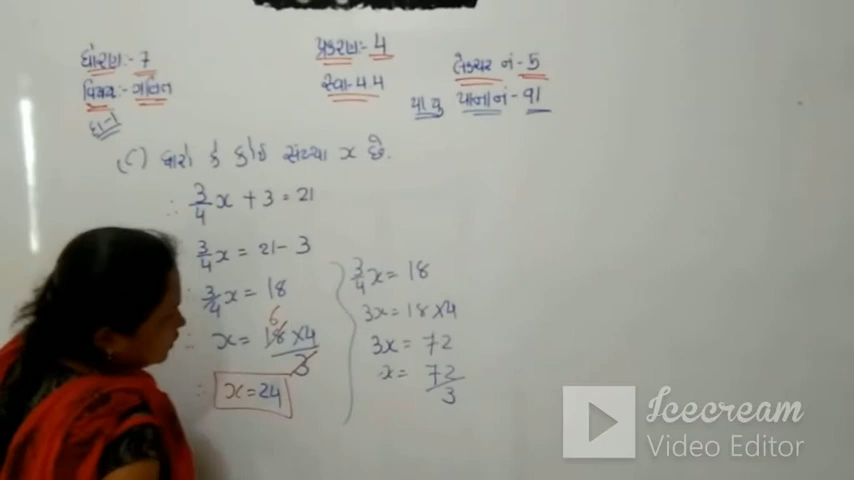 ધોરણ:- 7
વિષય:- ગણિત
પ્રકરણ:- 4
સ્વા-4.4
લેક્ચર નં - 5
પા પુ પાના નં - 91
દા-1
(C) ધારો કે કોઈ સંખ્યા x છે.
∴ 3/4 x + 3 = 21
3/4 x = 21 - 3
3/4 x = 18
∴ x = 18 × 4 / 3
6
∴ x = 24
3/4 x = 18
3x = 18 × 4
3x = 72
x = 72 / 3
Icecream
Video Editor